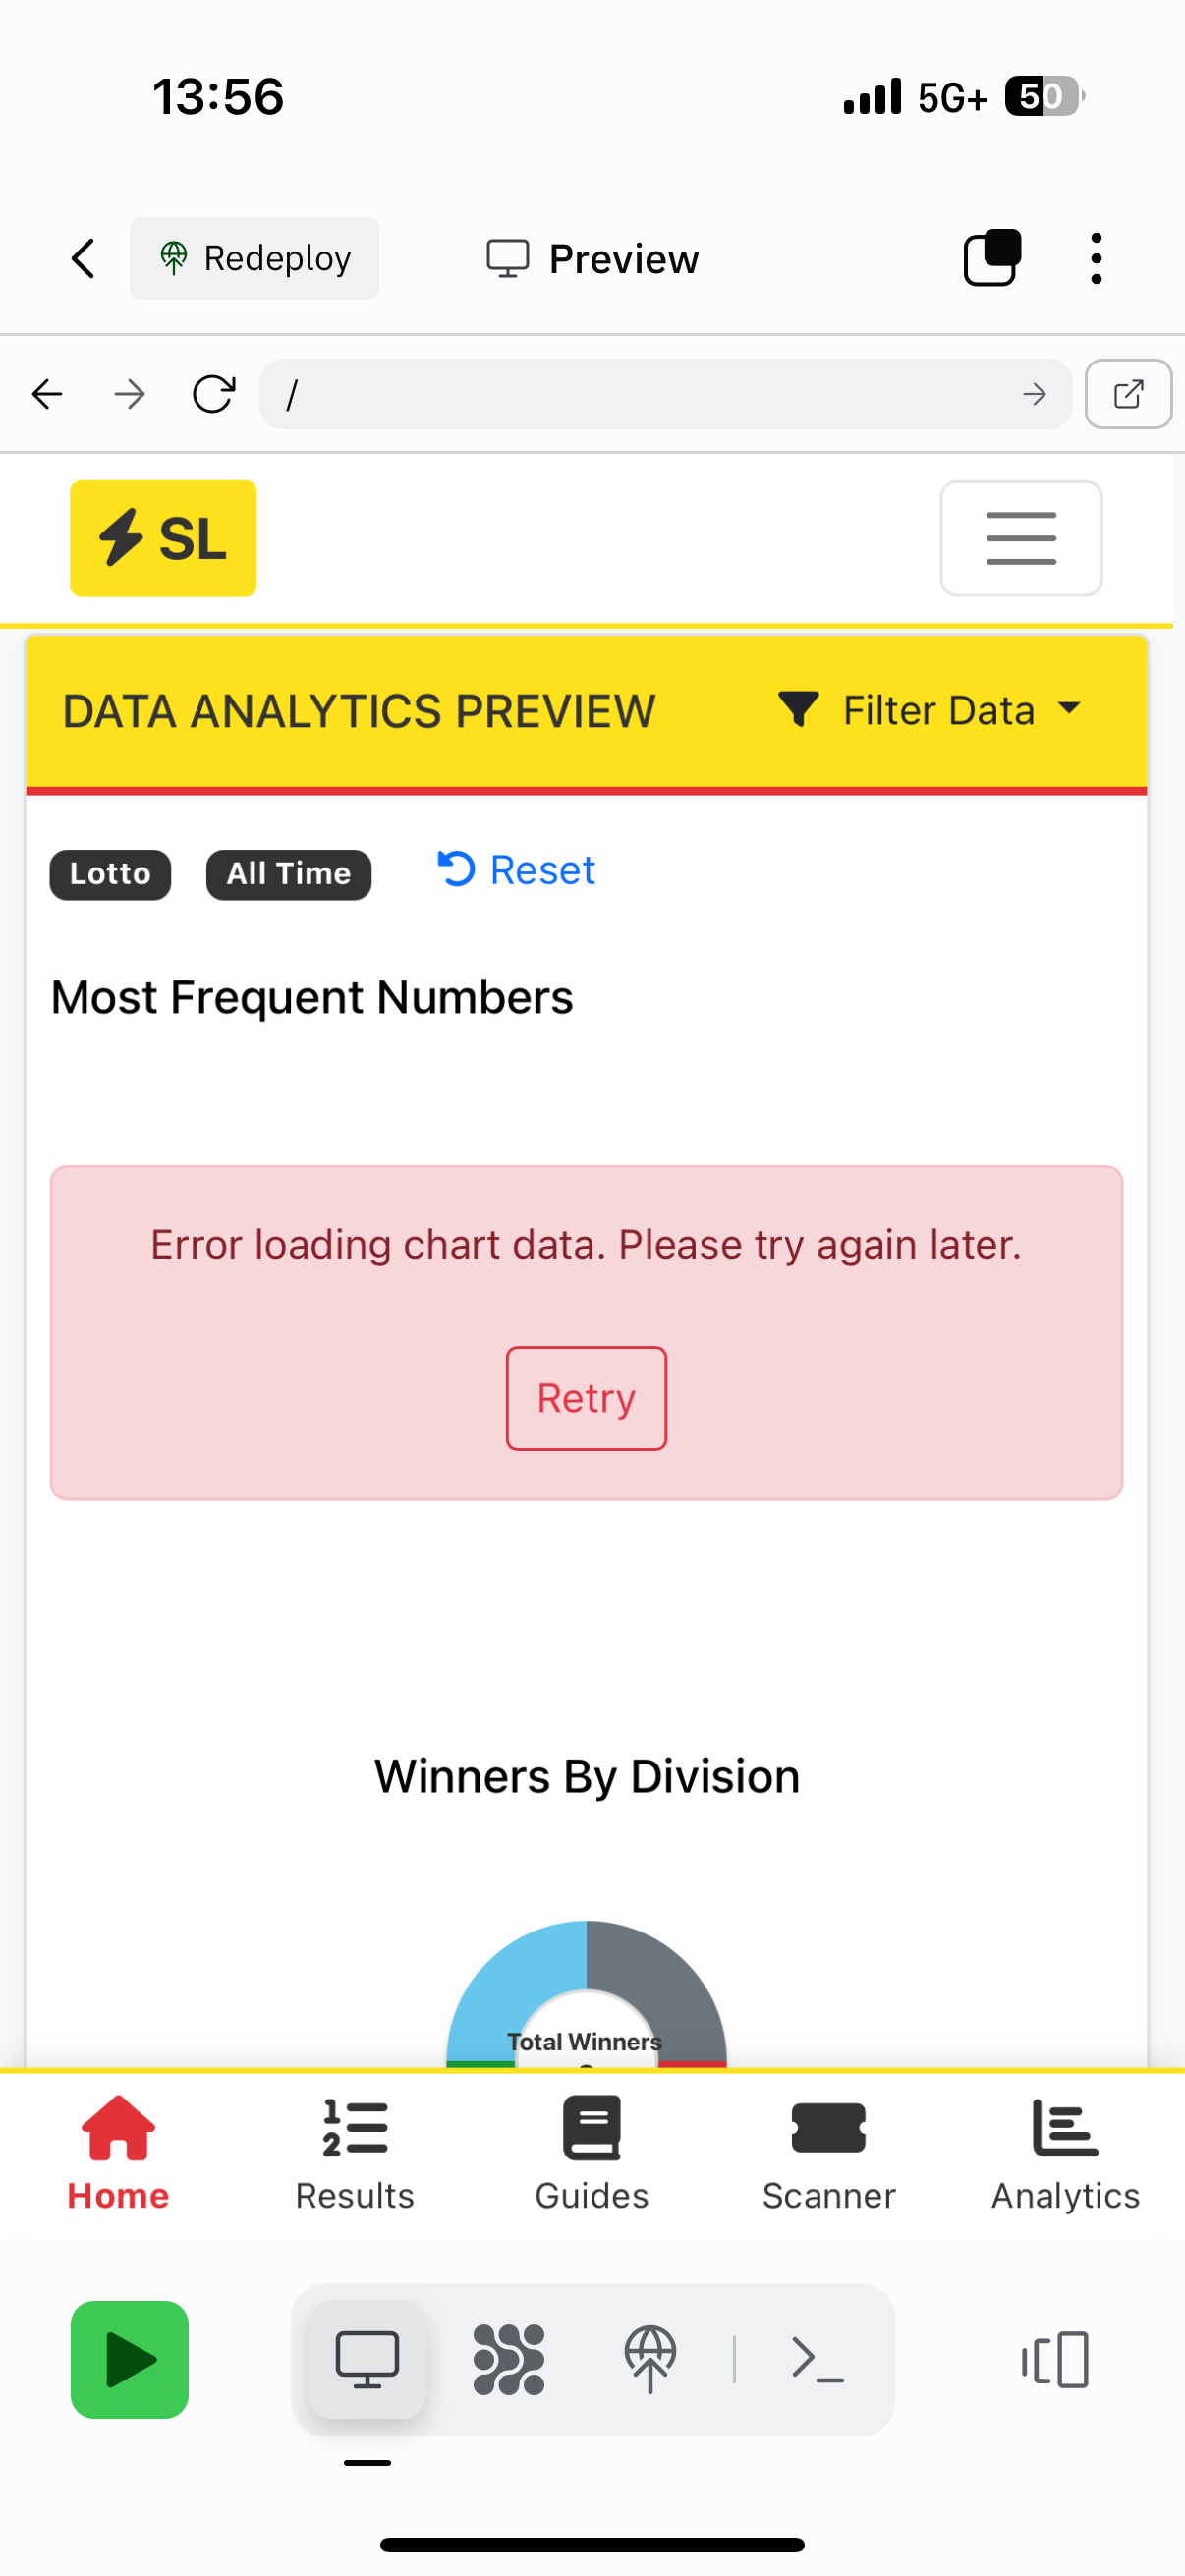 13:56 5G+ 50
Redeploy Preview
/
SL
DATA ANALYTICS PREVIEW Filter Data
Lotto All Time Reset
Most Frequent Numbers
Error loading chart data. Please try again later.
Retry
Winners By Division
Total Winners
Home Results Guides Scanner Analytics